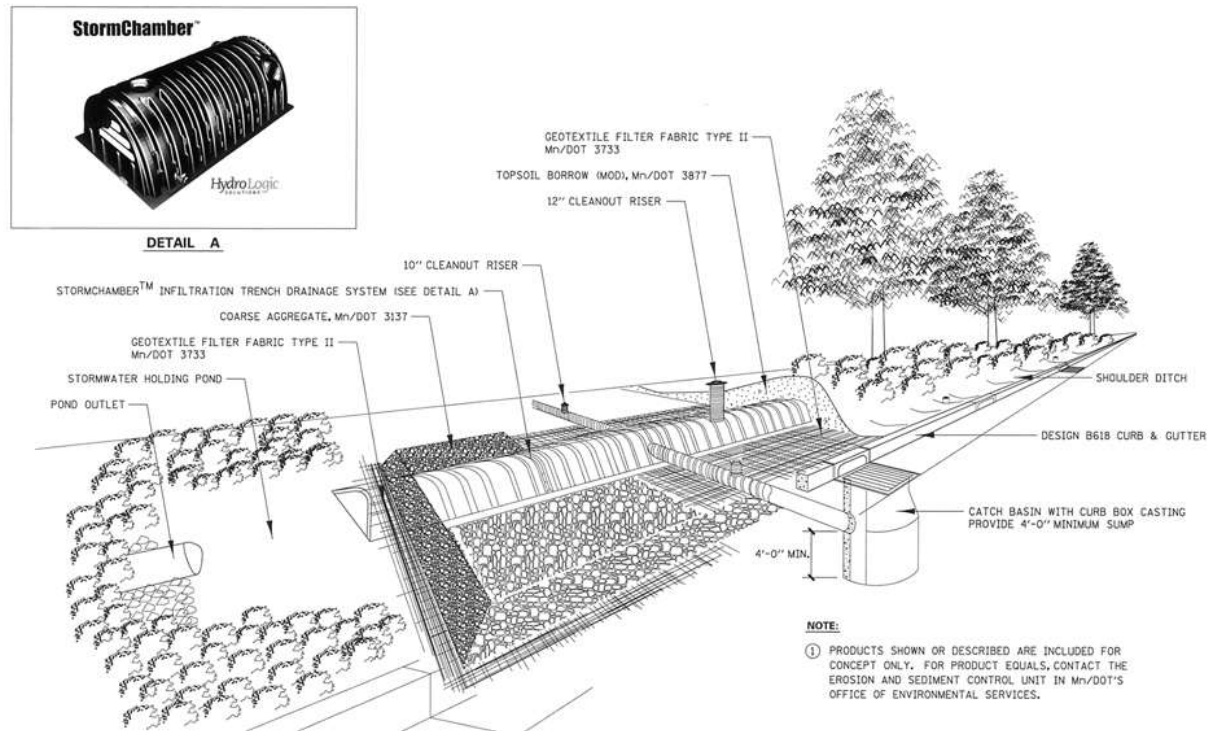 StormChamber™
HydroLogic
SOLUTIONS
DETAIL A
GEOTEXTILE FILTER FABRIC TYPE II
Mn/DOT 3733
TOPSOIL BORROW (MOD), Mn/DOT 3877
12" CLEANOUT RISER
10" CLEANOUT RISER
STORMCHAMBER™ INFILTRATION TRENCH DRAINAGE SYSTEM (SEE DETAIL A)
COARSE AGGREGATE, Mn/DOT 3137
GEOTEXTILE FILTER FABRIC TYPE II
Mn/DOT 3733
STORMWATER HOLDING POND
POND OUTLET
SHOULDER DITCH
DESIGN B618 CURB & GUTTER
CATCH BASIN WITH CURB BOX CASTING
PROVIDE 4'-0" MINIMUM SUMP
4'-0" MIN.
NOTE:
① PRODUCTS SHOWN OR DESCRIBED ARE INCLUDED FOR
CONCEPT ONLY. FOR PRODUCT EQUALS, CONTACT THE
EROSION AND SEDIMENT CONTROL UNIT IN Mn/DOT'S
OFFICE OF ENVIRONMENTAL SERVICES.